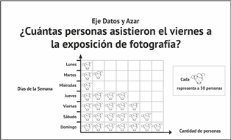 Eje Datos y Azar
¿Cuántas personas asistieron el viernes a
la exposición de fotografía?
Lunes
Martes
Miércoles
Jueves
Viernes
Sábado
Domingo
Días de la Semana
Cantidad de personas
Cada
representa a 50 personas